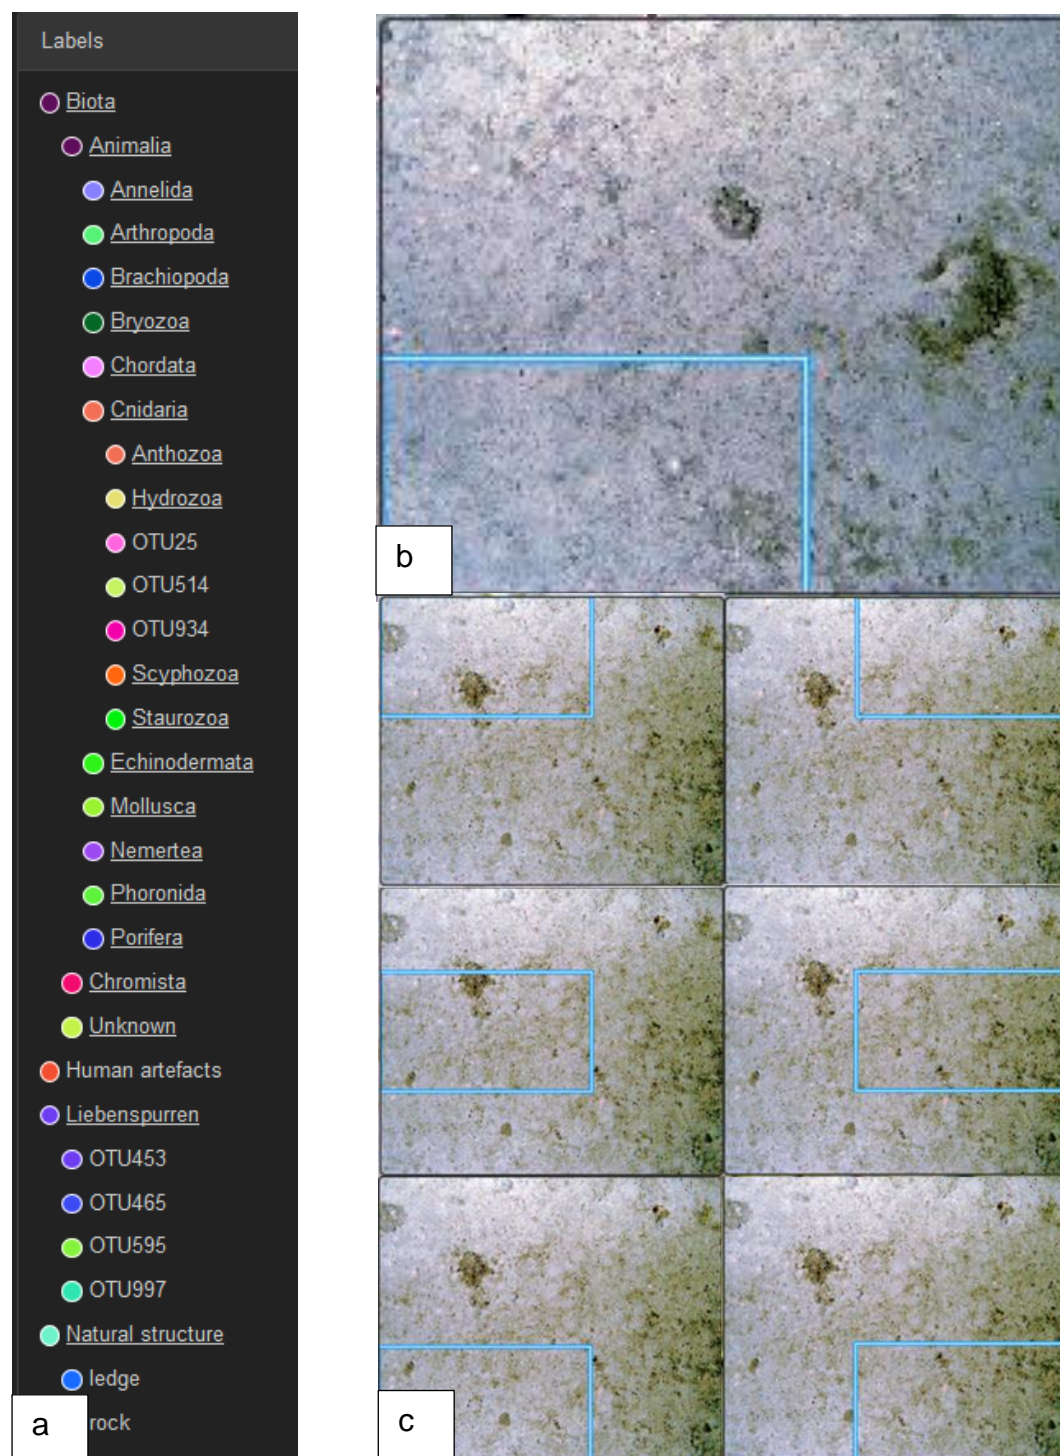 Labels
Biota
Animalia
Annelida
Arthropoda
Brachiopoda
Bryozoa
Chordata
Cnidaria
Anthozoa
Hydrozoa
OTU25
OTU514
OTU934
Scyphozoa
Staurozoa
Echinodermata
Mollusca
Nemertea
Phoronida
Porifera
Chromista
Unknown
Human artefacts
Liebenspurren
OTU453
OTU465
OTU595
OTU997
Natural structure
ledge
rock
a
b
c